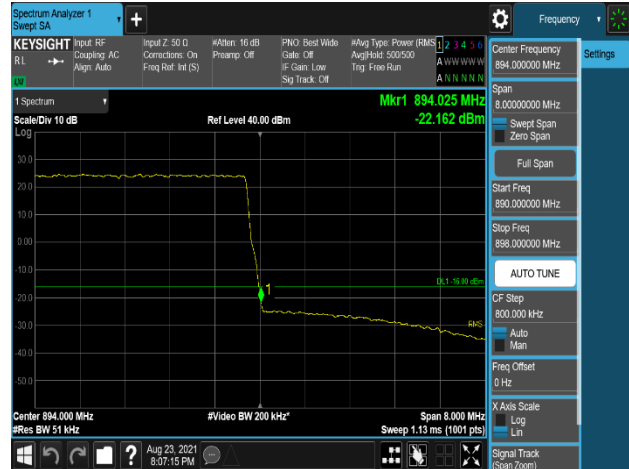 Spectrum Analyzer 1
Swept SA
+
Frequency
KEYSIGHT
Input: RF
Input Z: 50 Ω
#Atten: 16 dB
PNO: Best Wide
#Avg Type: Power (RMS
1 2 3 4 5 6
RL
Coupling: AC
Corrections: On
Preamp: Off
Gate: Off
Avg|Hold: 500/500
A W W W W W
Align: Auto
Freq Ref: Int (S)
IF Gain: Low
Trig: Free Run
Sig Track: Off
A N N N N N
1 Spectrum
Mkr1 894.025 MHz
Scale/Div 10 dB
Ref Level 40.00 dBm
-22.162 dBm
Log
30.0
20.0
10.0
0.00
-10.0
DL1 -16.00 dBm
-20.0
1
-30.0
RMS
-40.0
-50.0
Center 894.000 MHz
#Video BW 200 kHz*
Span 8.000 MHz
#Res BW 51 kHz
Sweep 1.13 ms (1001 pts)
Aug 23, 2021
8:07:15 PM
?
Center Frequency
894.000000 MHz
Settings
Span
8.00000000 MHz
Swept Span
Zero Span
Full Span
Start Freq
890.000000 MHz
Stop Freq
898.000000 MHz
AUTO TUNE
CF Step
800.000 kHz
Auto
Man
Freq Offset
0 Hz
X Axis Scale
Log
Lin
Signal Track
(Span Zoom)